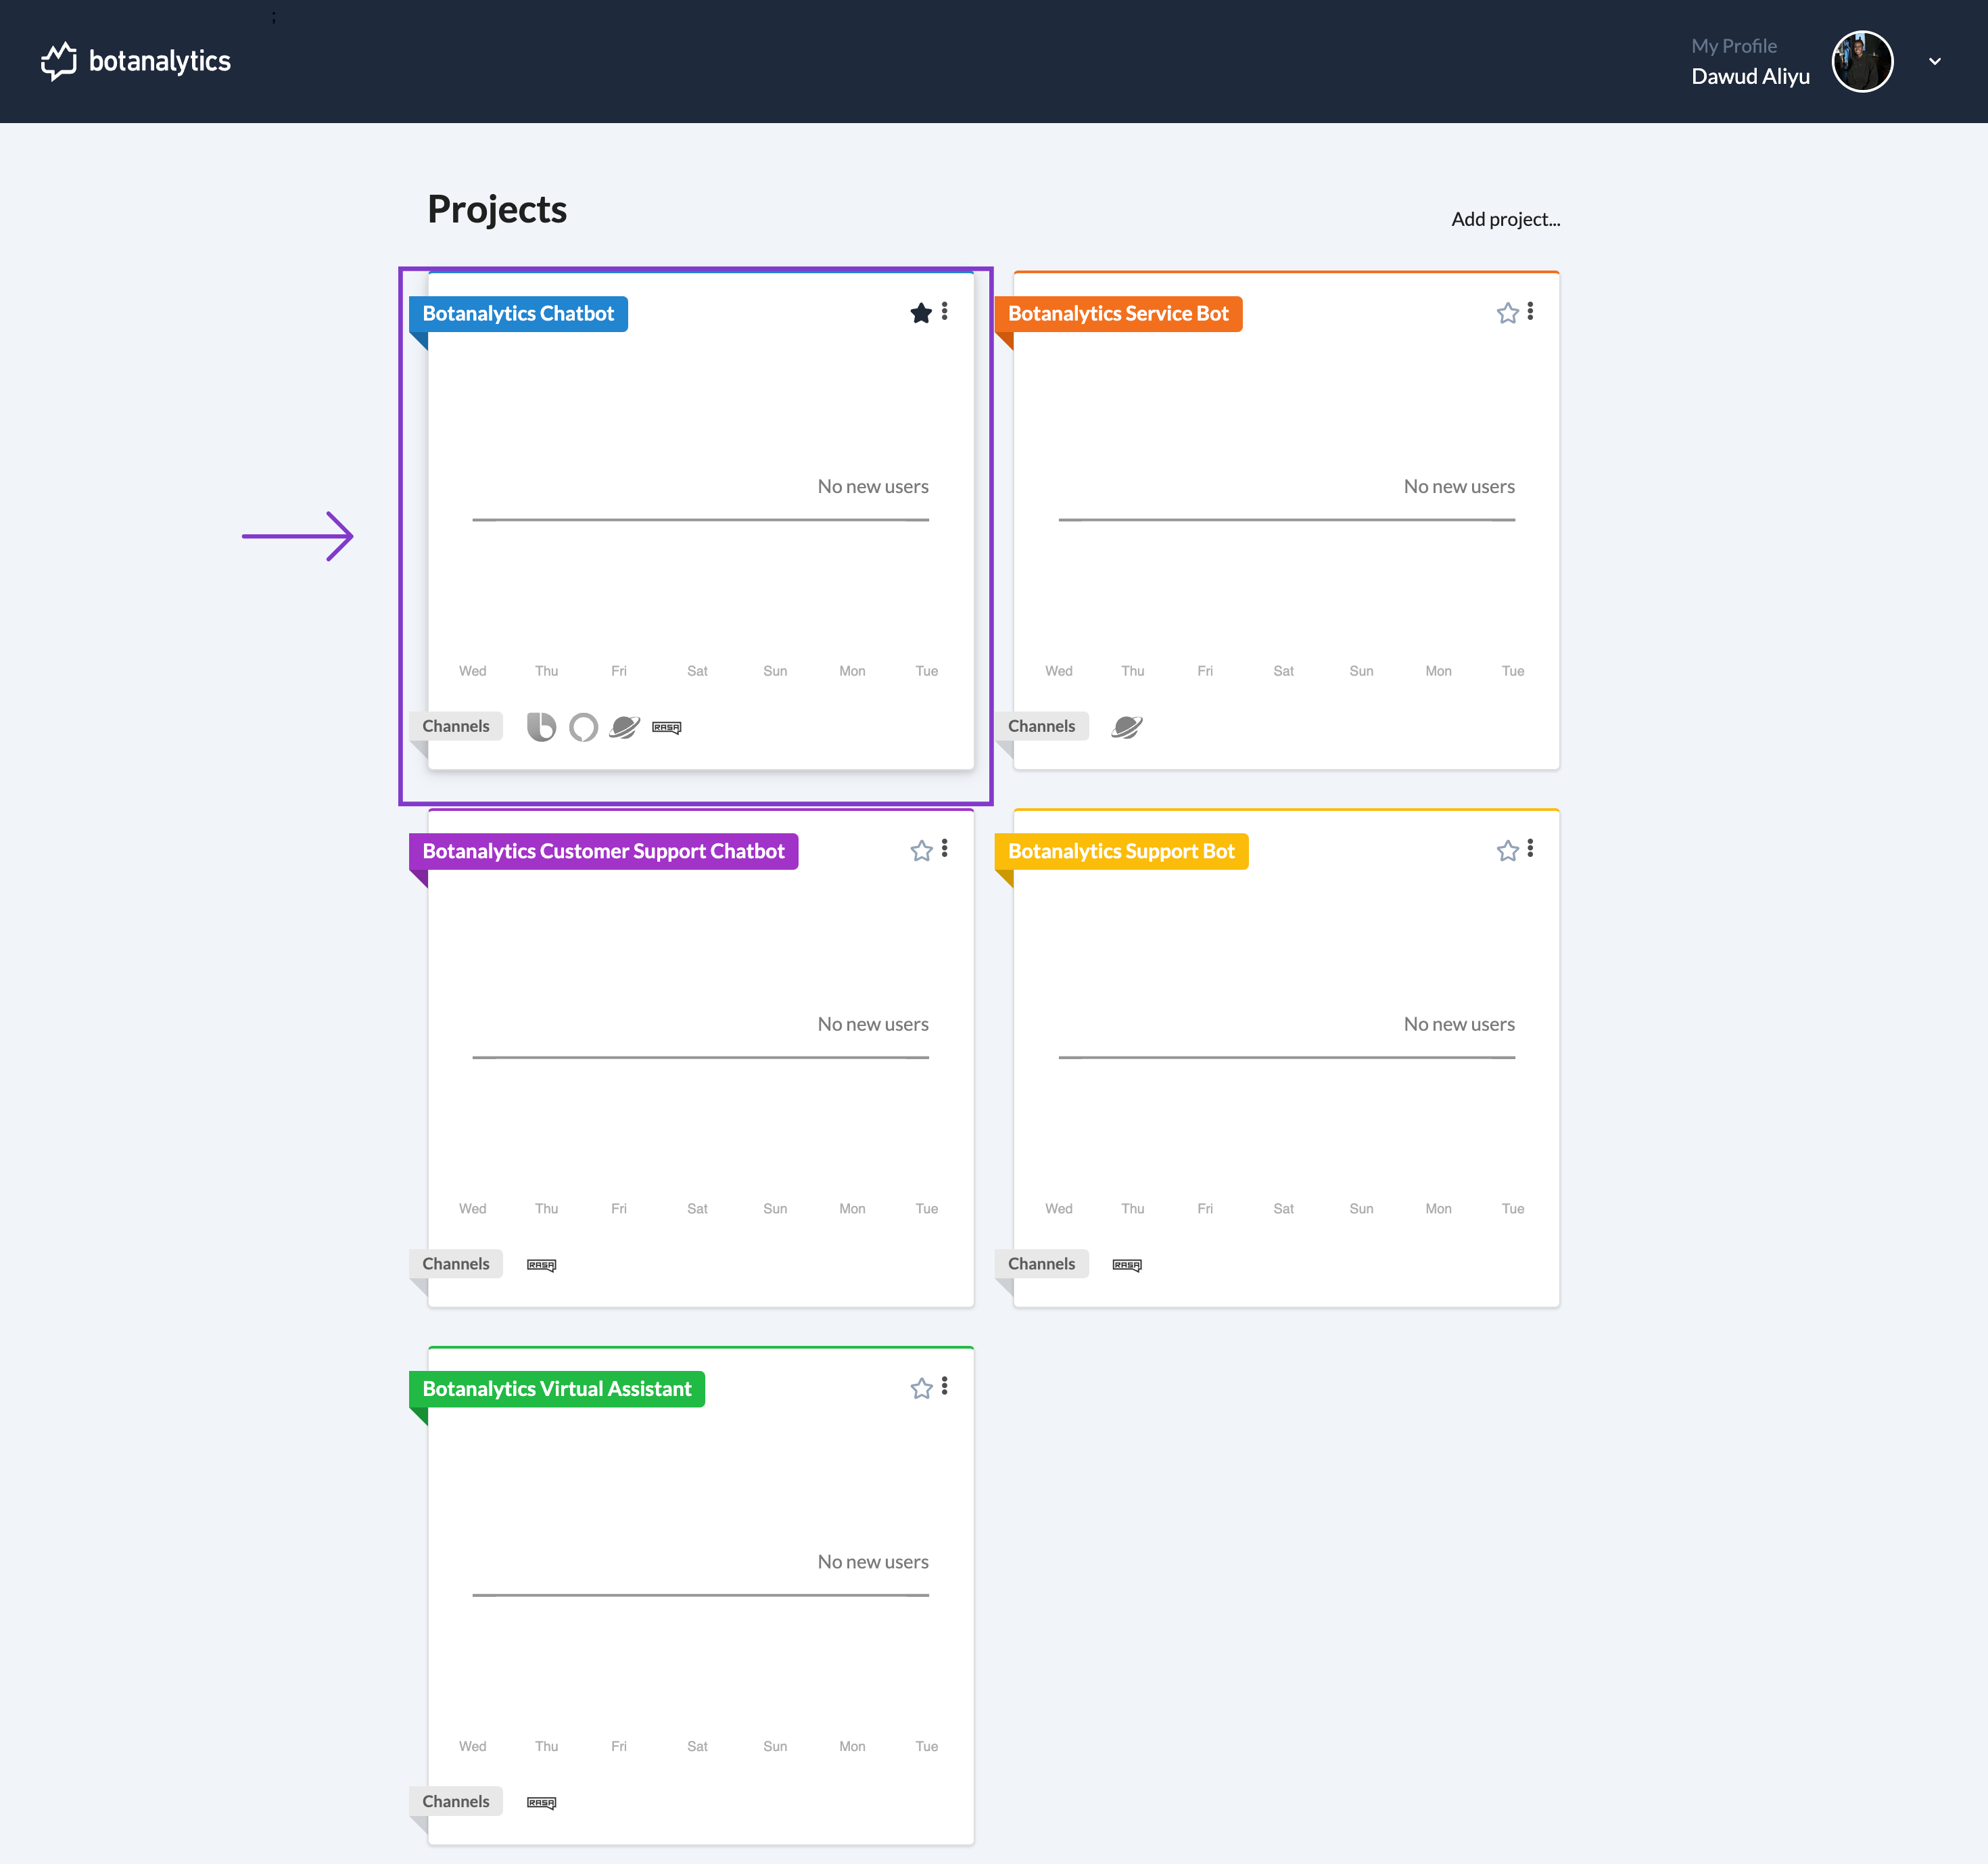 ;
botanalytics
My Profile
Dawud Aliyu
Projects
Add project...
Botanalytics Chatbot
No new users
Wed Thu Fri Sat Sun Mon Tue
Channels RASA
Botanalytics Service Bot
No new users
Wed Thu Fri Sat Sun Mon Tue
Channels
Botanalytics Customer Support Chatbot
No new users
Wed Thu Fri Sat Sun Mon Tue
Channels RASA
Botanalytics Support Bot
No new users
Wed Thu Fri Sat Sun Mon Tue
Channels RASA
Botanalytics Virtual Assistant
No new users
Wed Thu Fri Sat Sun Mon Tue
Channels RASA